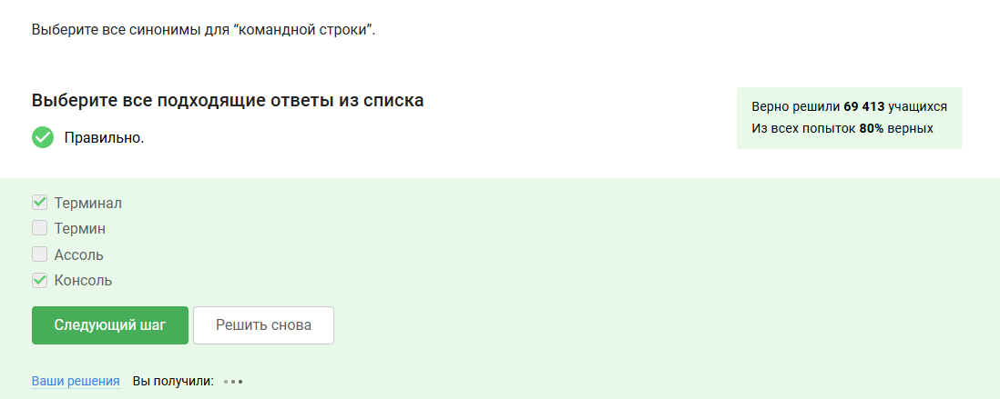 Выберите все синонимы для “командной строки”.
Выберите все подходящие ответы из списка
Правильно.
Верно решили 69 413 учащихся
Из всех попыток 80% верных
Терминал
Термин
Ассоль
Консоль
Следующий шаг
Решить снова
Ваши решения Вы получили: